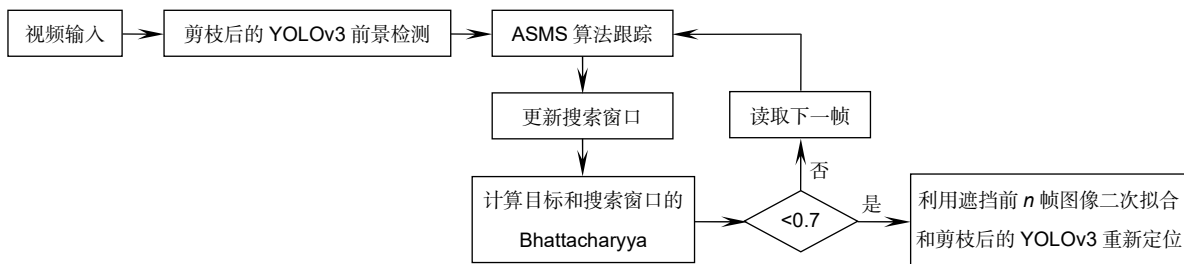 视频输入
剪枝后的 YOLOv3 前景检测
ASMS 算法跟踪
更新搜索窗口
读取下一帧
计算目标和搜索窗口的
Bhattacharyya
<0.7
否
是
利用遮挡前 n 帧图像二次拟合
和剪枝后的 YOLOv3 重新定位